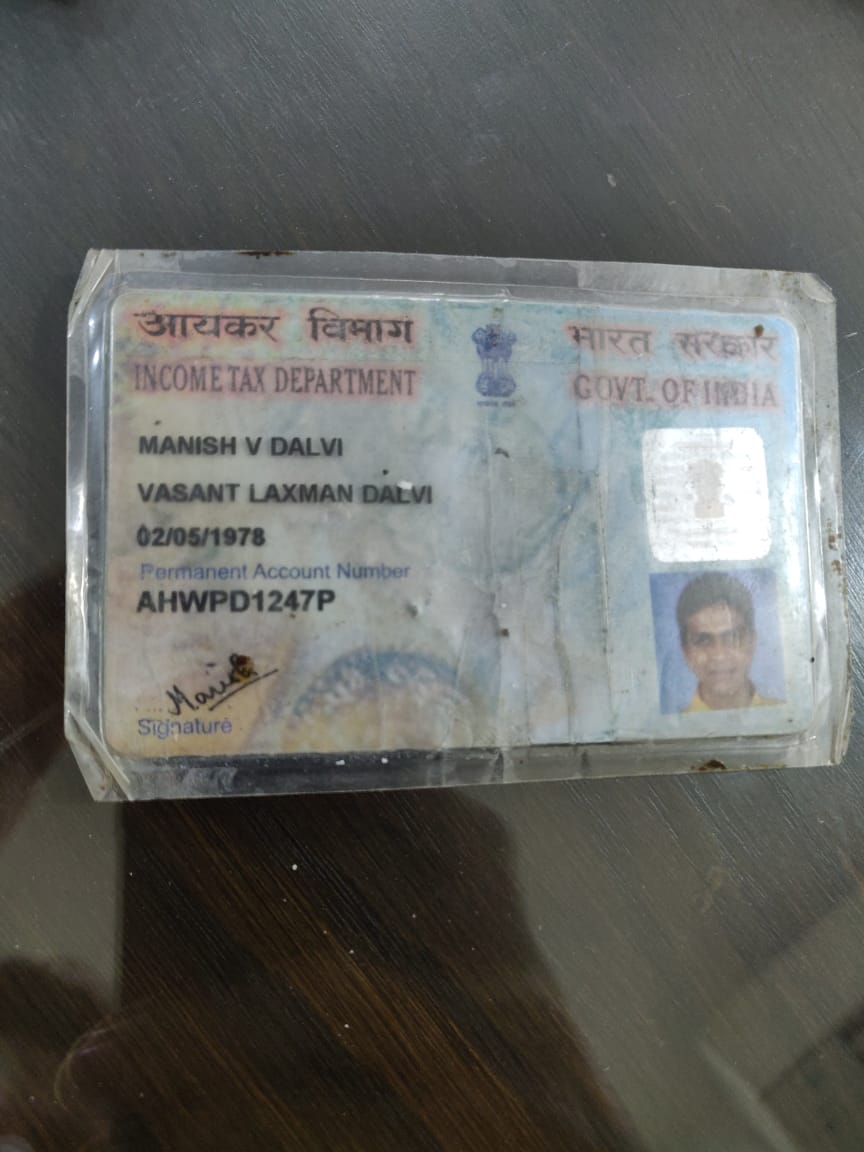 आयकर विभाग
INCOME TAX DEPARTMENT
भारत सरकार
GOVT. OF INDIA
MANISH V DALVI
VASANT LAXMAN DALVI
02/05/1978
Permanent Account Number
AHWPD1247P
Manish
Signature